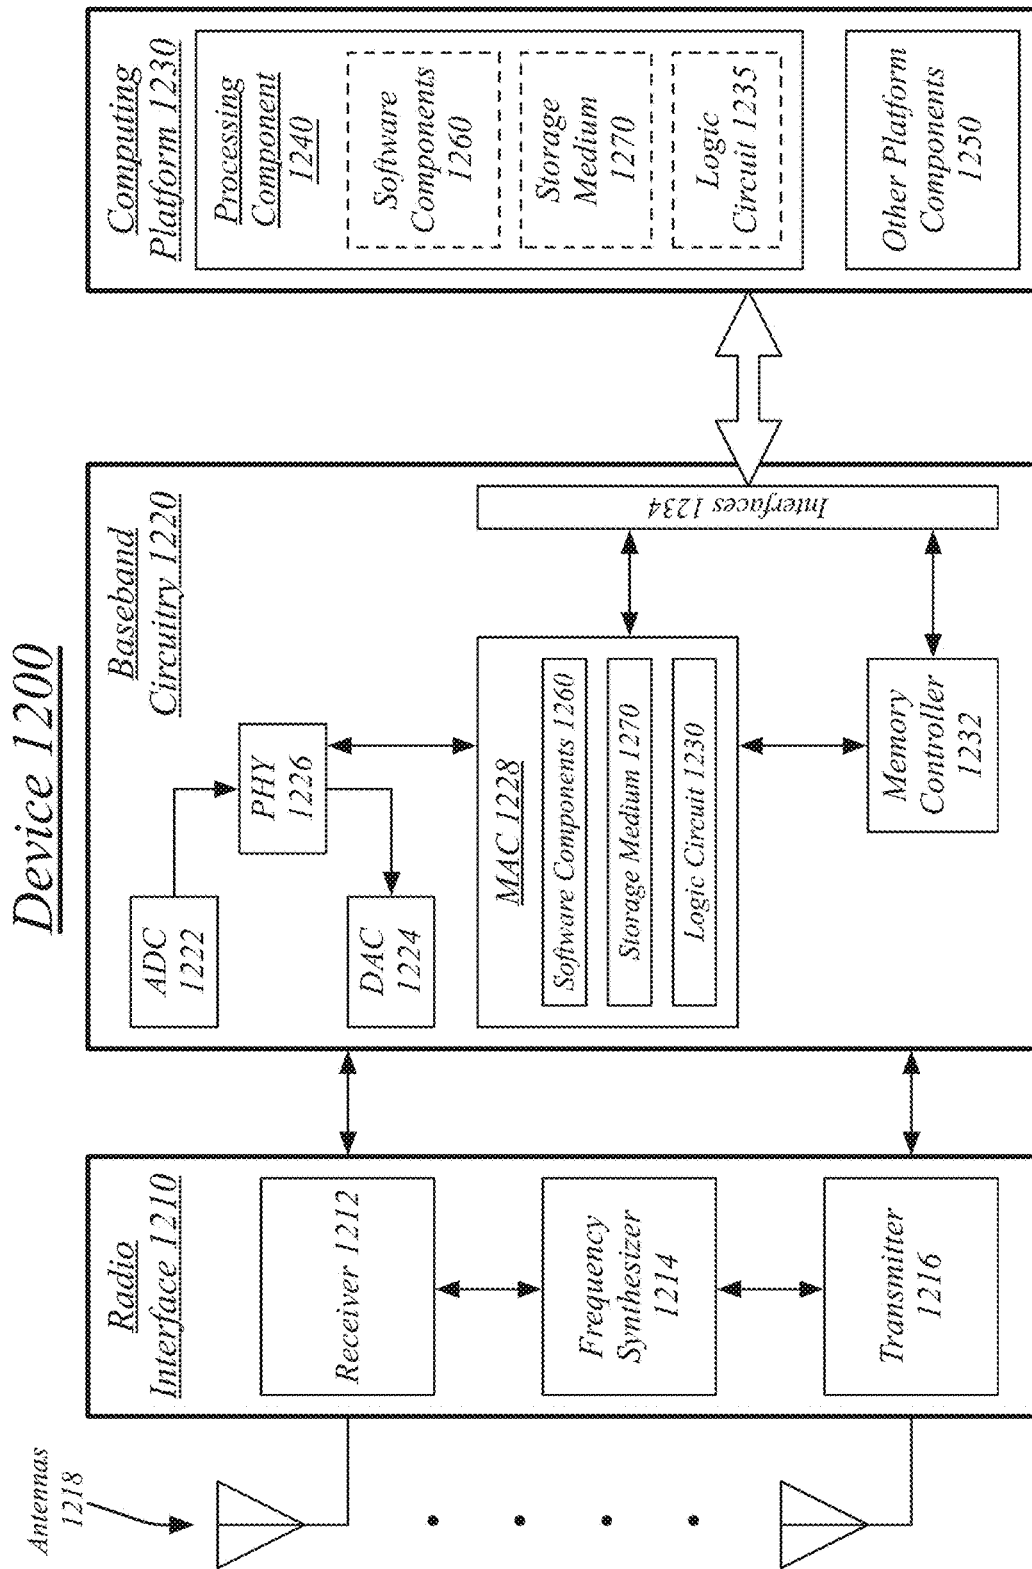 Device 1200
Antennas
1218
Radio
Interface 1210
Receiver 1212
Frequency
Synthesizer
1214
Transmitter
1216
Baseband
Circuitry 1220
ADC
1222
PHY
1226
DAC
1224
MAC 1228
Software Components 1260
Storage Medium 1270
Logic Circuit 1230
Memory
Controller
1232
Interfaces 1234
Computing
Platform 1230
Processing
Component
1240
Software
Components
1260
Storage
Medium
1270
Logic
Circuit 1235
Other Platform
Components
1250